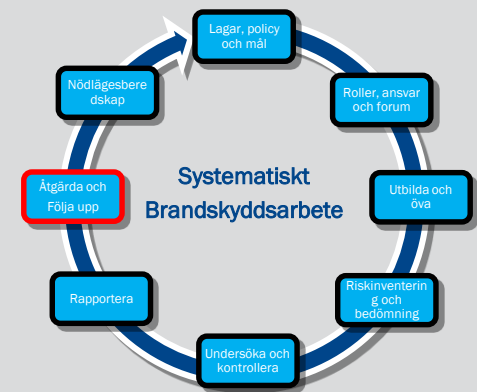 Lagar, policy
och mål
Roller, ansvar
och forum
Utbilda och
öva
Riskinventerin
g och
bedömning
Undersöka och
kontrollera
Rapportera
Åtgärda och
Följa upp
Nödlägesbere
dskap
Systematiskt
Brandskyddsarbete